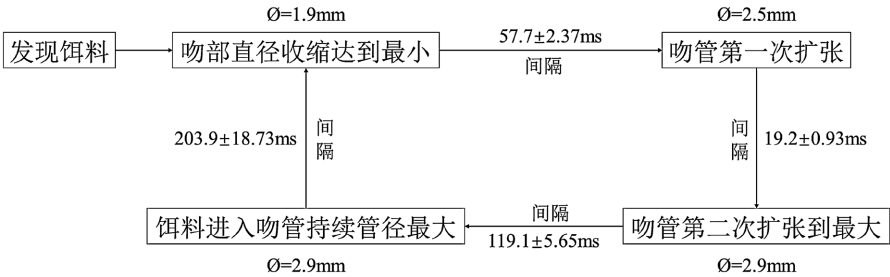 Ø=1.9mm
Ø=2.5mm
发现饵料
吻部直径收缩达到最小
57.7±2.37ms
间隔
吻管第一次扩张
203.9±18.73ms
间隔
间隔
19.2±0.93ms
饵料进入吻管持续管径最大
间隔
119.1±5.65ms
吻管第二次扩张到最大
Ø=2.9mm
Ø=2.9mm